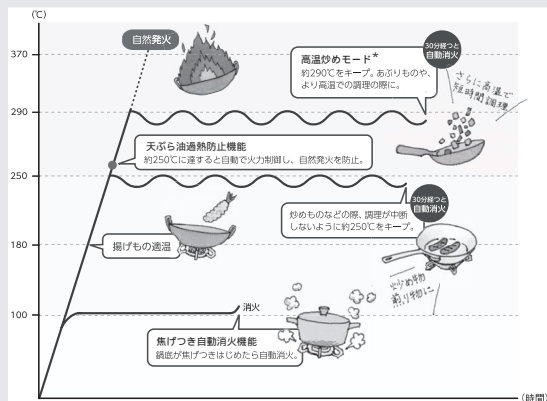 (℃)
自然発火
370
高温炒めモード*
約290℃をキープ。あぶりものや、
より高温での調理の際に。
30分経つと
自動消火
さらに高温で
短時間調理
290
天ぷら油過熱防止機能
約250℃に達すると自動で火力制御し、自然発火を防止。
250
炒めものなどの際、調理が中断
しないように約250℃をキープ。
30分経つと
自動消火
揚げもの適温
180
炒め物
煎り物に
消火
100
焦げつき自動消火機能
鍋底が焦げつきはじめたら自動消火。
(時間)